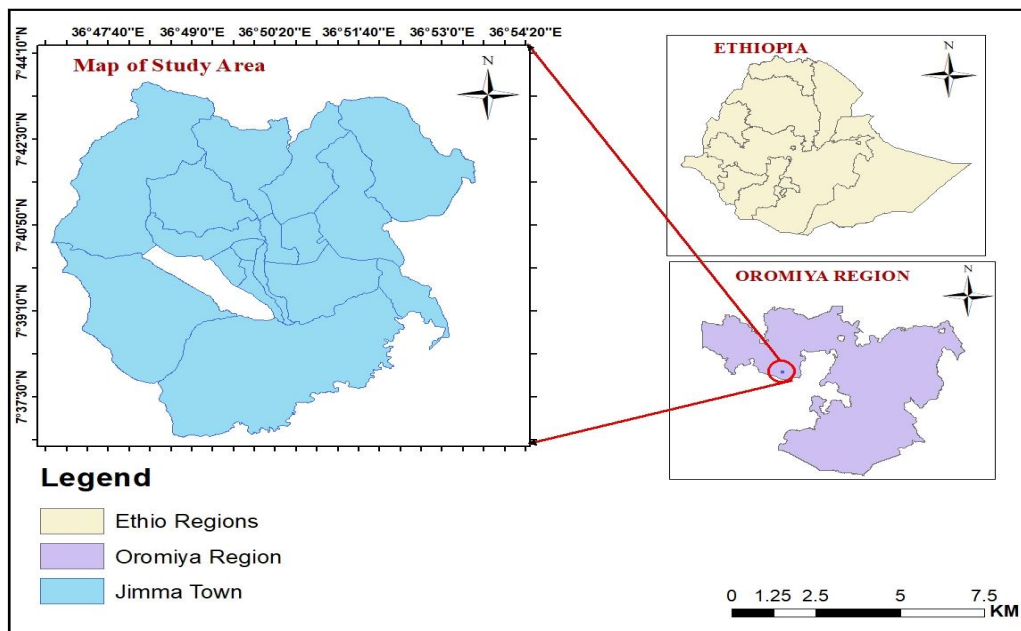 36°47'40"E 36°49'0"E 36°50'20"E 36°51'40"E 36°53'0"E 36°54'20"E
7°44'10"N
7°42'30"N
7°40'50"N
7°39'10"N
7°37'30"N
Map of Study Area
N
ETHIOPIA
N
OROMIYA REGION
N
Legend
Ethio Regions
Oromiya Region
Jimma Town
0 1.25 2.5 5 7.5
KM